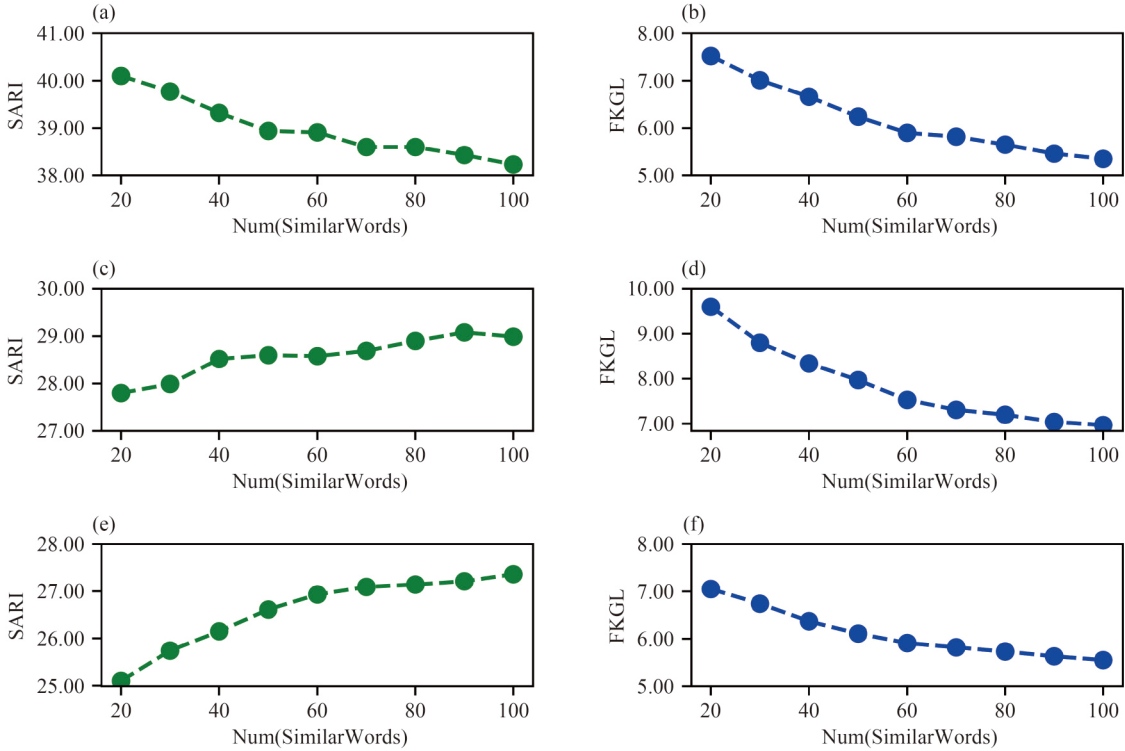 (a)
41.00
40.00
39.00
38.00
SARI
20 40 60 80 100
Num(SimilarWords)
(b)
8.00
7.00
6.00
5.00
FKGL
20 40 60 80 100
Num(SimilarWords)
(c)
30.00
29.00
28.00
27.00
SARI
20 40 60 80 100
Num(SimilarWords)
(d)
10.00
9.00
8.00
7.00
FKGL
20 40 60 80 100
Num(SimilarWords)
(e)
28.00
27.00
26.00
25.00
SARI
20 40 60 80 100
Num(SimilarWords)
(f)
8.00
7.00
6.00
5.00
FKGL
20 40 60 80 100
Num(SimilarWords)